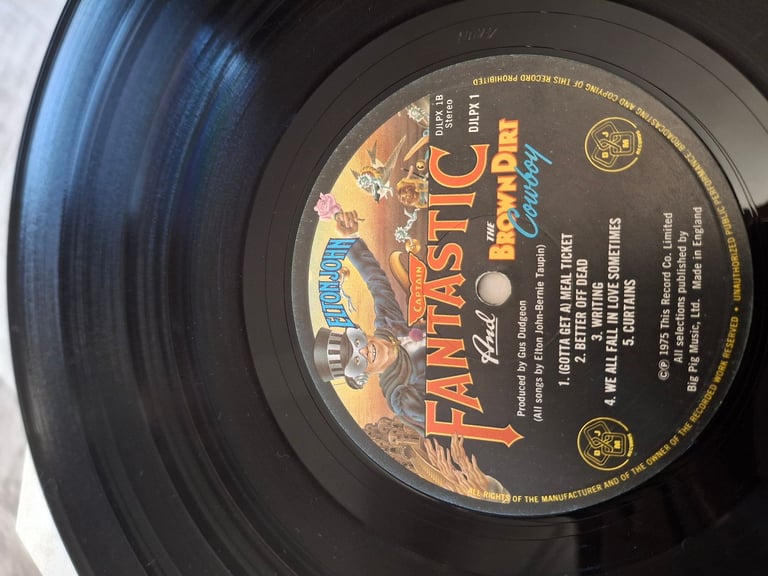 ELTON JOHN
CAPTAIN
FANTASTIC
And
THE
BROWN DIRT
Cowboy
DJLPX 1B
Stereo
DJLPX 1
Produced by Gus Dudgeon
(All songs by Elton John-Bernie Taupin)
1. (GOTTA GET A) MEAL TICKET
2. BETTER OFF DEAD
3. WRITING
4. WE ALL FALL IN LOVE SOMETIMES
5. CURTAINS
©℗ 1975 This Record Co. Limited
All selections published by
Big Pig Music, Ltd. Made in England
DJM
RECORDS
DJM
RECORDS
ALL RIGHTS OF THE MANUFACTURER AND OF THE OWNER OF THE RECORDED WORK RESERVED • UNAUTHORIZED PUBLIC PERFORMANCE BROADCASTING AND COPYING OF THIS RECORD PROHIBITED